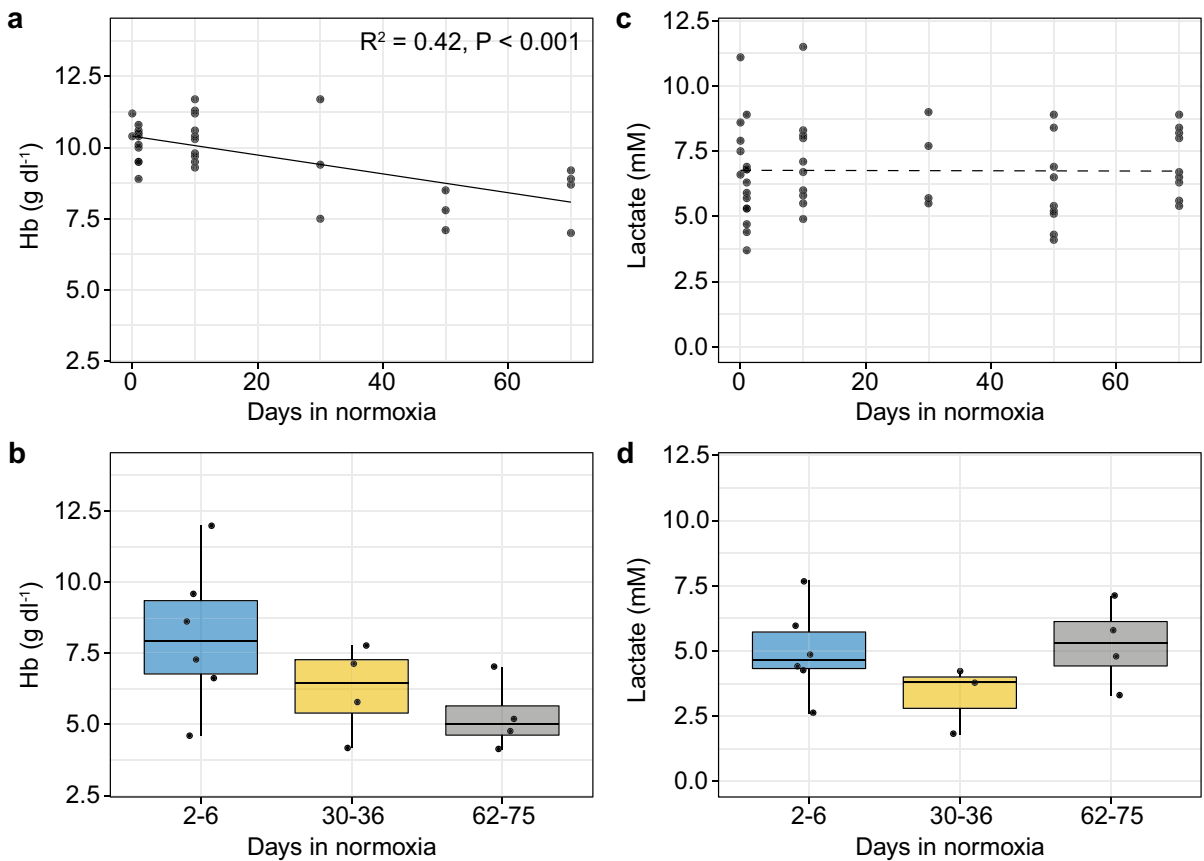 a
R² = 0.42, P < 0.001
Hb (g dl⁻¹)
12.5
10.0
7.5
5.0
2.5
0 20 40 60
Days in normoxia
c
Lactate (mM)
12.5
10.0
7.5
5.0
2.5
0.0
0 20 40 60
Days in normoxia
b
Hb (g dl⁻¹)
12.5
10.0
7.5
5.0
2.5
2-6 30-36 62-75
Days in normoxia
d
Lactate (mM)
12.5
10.0
7.5
5.0
2.5
0.0
2-6 30-36 62-75
Days in normoxia